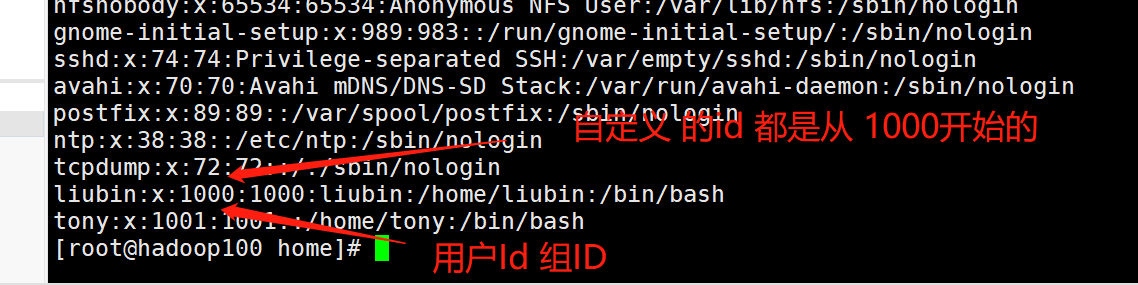 nfsnobody:x:65534:65534:Anonymous NFS User:/var/lib/nfs:/sbin/nologin
gnome-initial-setup:x:989:983::/run/gnome-initial-setup/:/sbin/nologin
sshd:x:74:74:Privilege-separated SSH:/var/empty/sshd:/sbin/nologin
avahi:x:70:70:Avahi mDNS/DNS-SD Stack:/var/run/avahi-daemon:/sbin/nologin
postfix:x:89:89::/var/spool/postfix:/sbin/nologin
自定义 的id 都是从 1000开始的
ntp:x:38:38::/etc/ntp:/sbin/nologin
tcpdump:x:72:72::/:/sbin/nologin
liubin:x:1000:1000:liubin:/home/liubin:/bin/bash
tony:x:1001:1001::/home/tony:/bin/bash
[root@hadoop100 home]#
用户Id 组ID